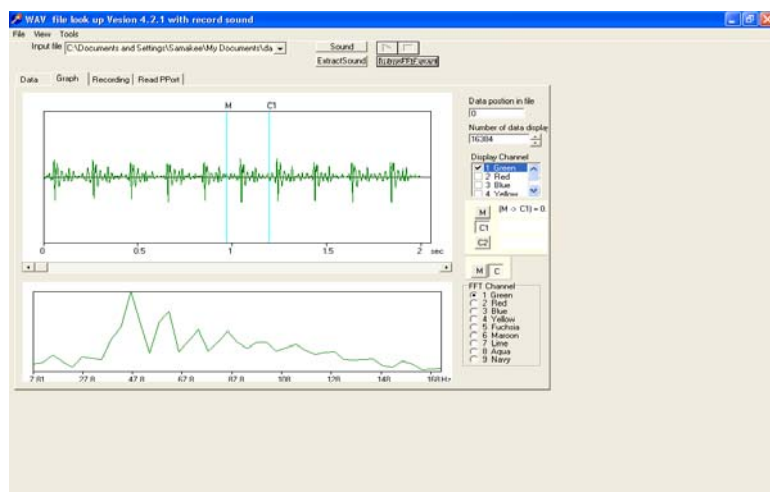 WAV file look up Vesion 4.2.1 with record sound
File View Tools
Input file C:\Documents and Settings\Samakee\My Documents\da
Sound
ExtractSound
Data Graph Recording Read PPort
M C1
0 0.5 1 1.5 2 sec
Data postion in file
0
Number of data display
16384
Display Channel
1 Green
2 Red
3 Blue
4 Yellow
M (M -> C1) = 0.
C1
C2
M C
FFT Channel
1 Green
2 Red
3 Blue
4 Yellow
5 Fuchsia
6 Maroon
7 Lime
8 Aqua
9 Navy
7.81 27.8 47.8 67.8 87.8 108 128 148 168 Hz